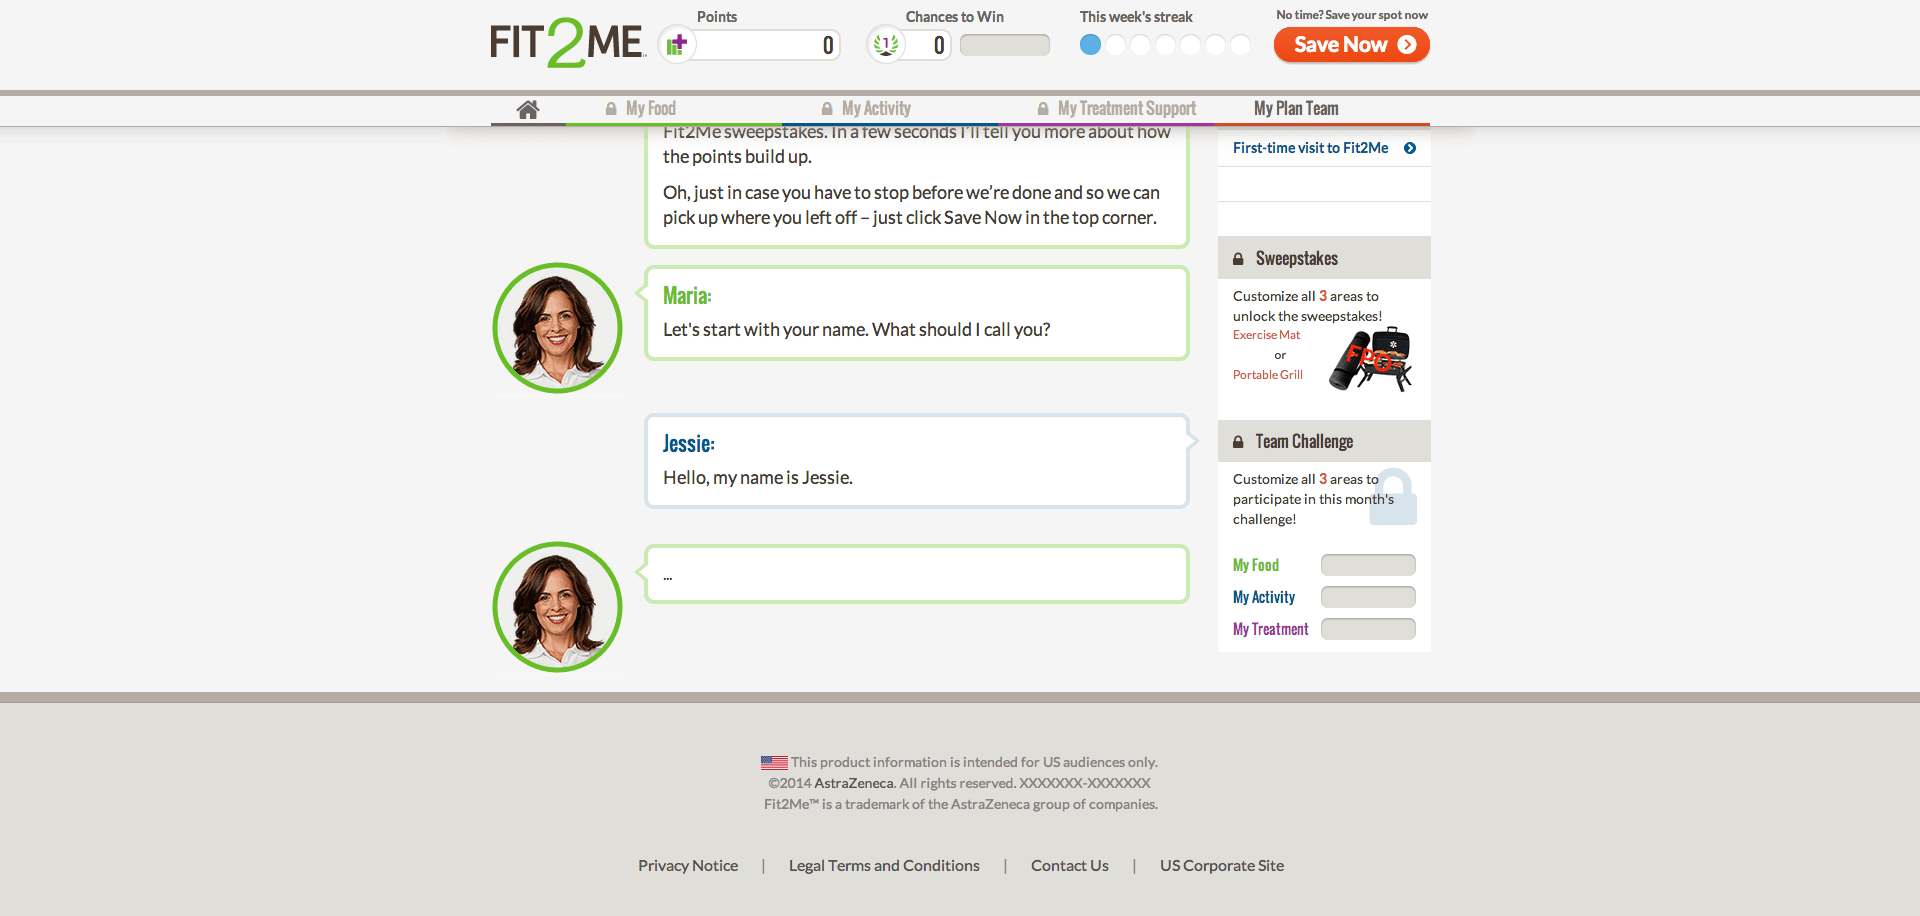 FIT2ME™
Points
0
Chances to Win
1
0
This week's streak
No time? Save your spot now
Save Now
My Food
My Activity
My Treatment Support
My Plan Team
Fit2Me sweepstakes. In a few seconds I'll tell you more about how
the points build up.
Oh, just in case you have to stop before we're done and so we can
pick up where you left off – just click Save Now in the top corner.
Maria:
Let's start with your name. What should I call you?
Jessie:
Hello, my name is Jessie.
...
First-time visit to Fit2Me
Sweepstakes
Customize all 3 areas to
unlock the sweepstakes!
Exercise Mat
or
Portable Grill
FPO
Team Challenge
Customize all 3 areas to
participate in this month's
challenge!
My Food
My Activity
My Treatment
This product information is intended for US audiences only.
©2014 AstraZeneca. All rights reserved. XXXXXXX-XXXXXXX
Fit2Me™ is a trademark of the AstraZeneca group of companies.
Privacy Notice | Legal Terms and Conditions | Contact Us | US Corporate Site